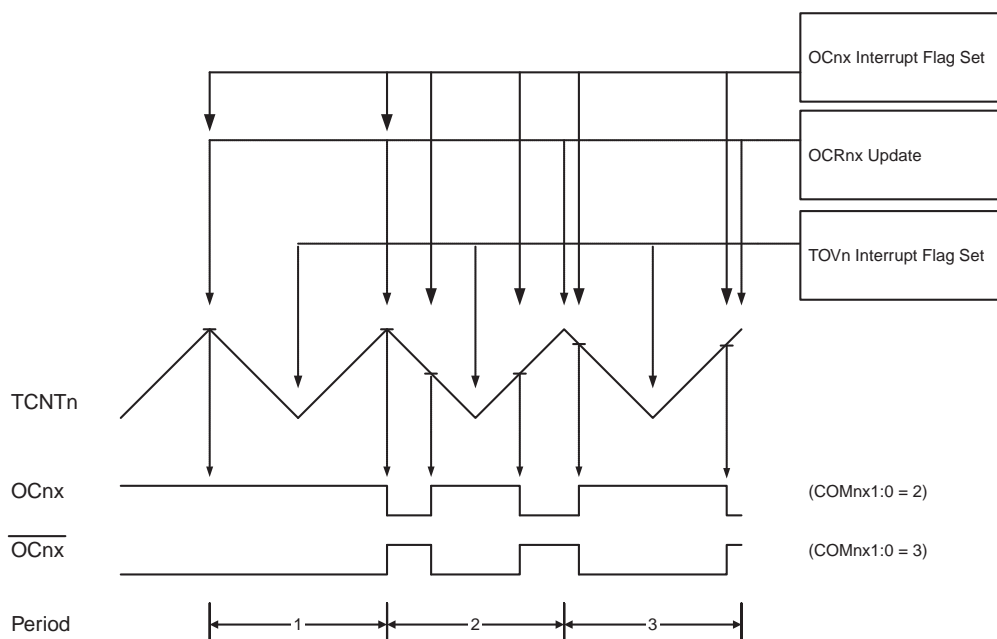 OCnx Interrupt Flag Set
OCRnx Update
TOVn Interrupt Flag Set
TCNTn
OCnx
(COMnx1:0 = 2)
OCnx
(COMnx1:0 = 3)
Period
1
2
3